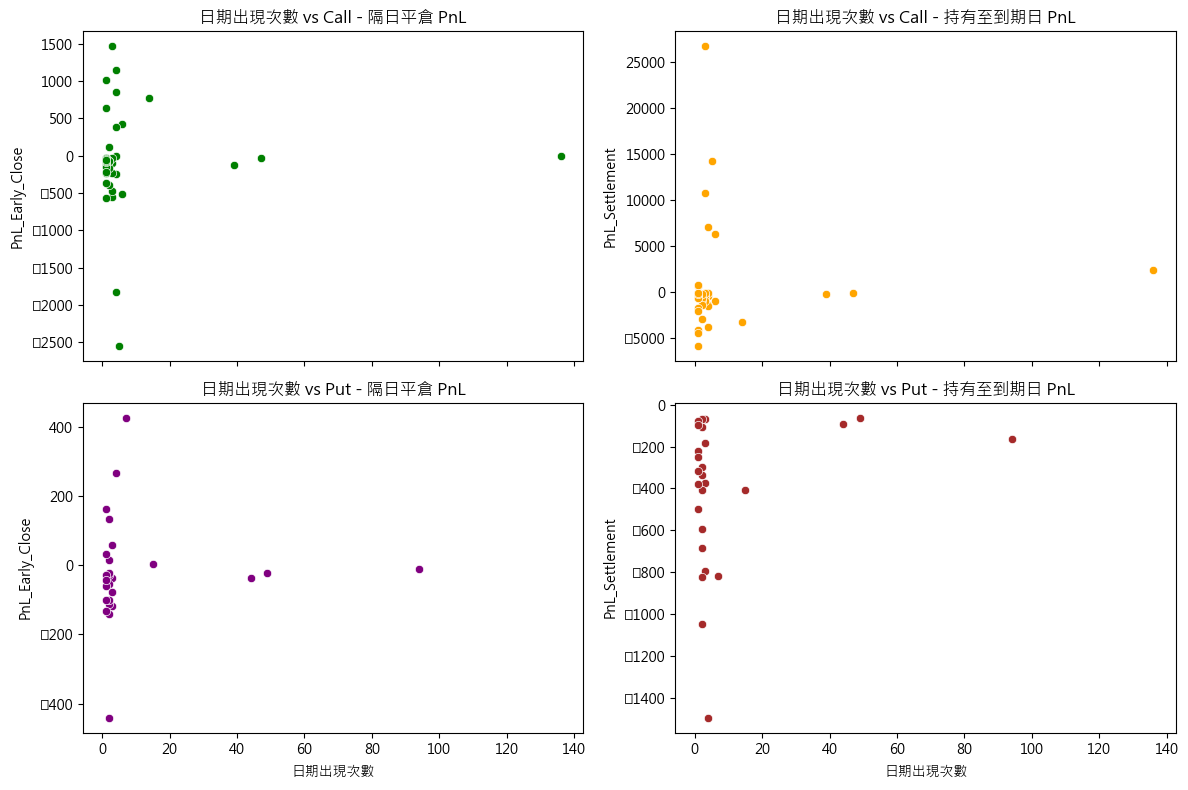 日期出現次數 vs Call - 隔日平倉 PnL
1500
1000
500
0
□500
□1000
□1500
□2000
□2500
PnL_Early_Close
日期出現次數 vs Call - 持有至到期日 PnL
25000
20000
15000
10000
5000
0
□5000
PnL_Settlement
日期出現次數 vs Put - 隔日平倉 PnL
400
200
0
□200
□400
PnL_Early_Close
0 20 40 60 80 100 120 140
日期出現次數
日期出現次數 vs Put - 持有至到期日 PnL
0
□200
□400
□600
□800
□1000
□1200
□1400
PnL_Settlement
0 20 40 60 80 100 120 140
日期出現次數